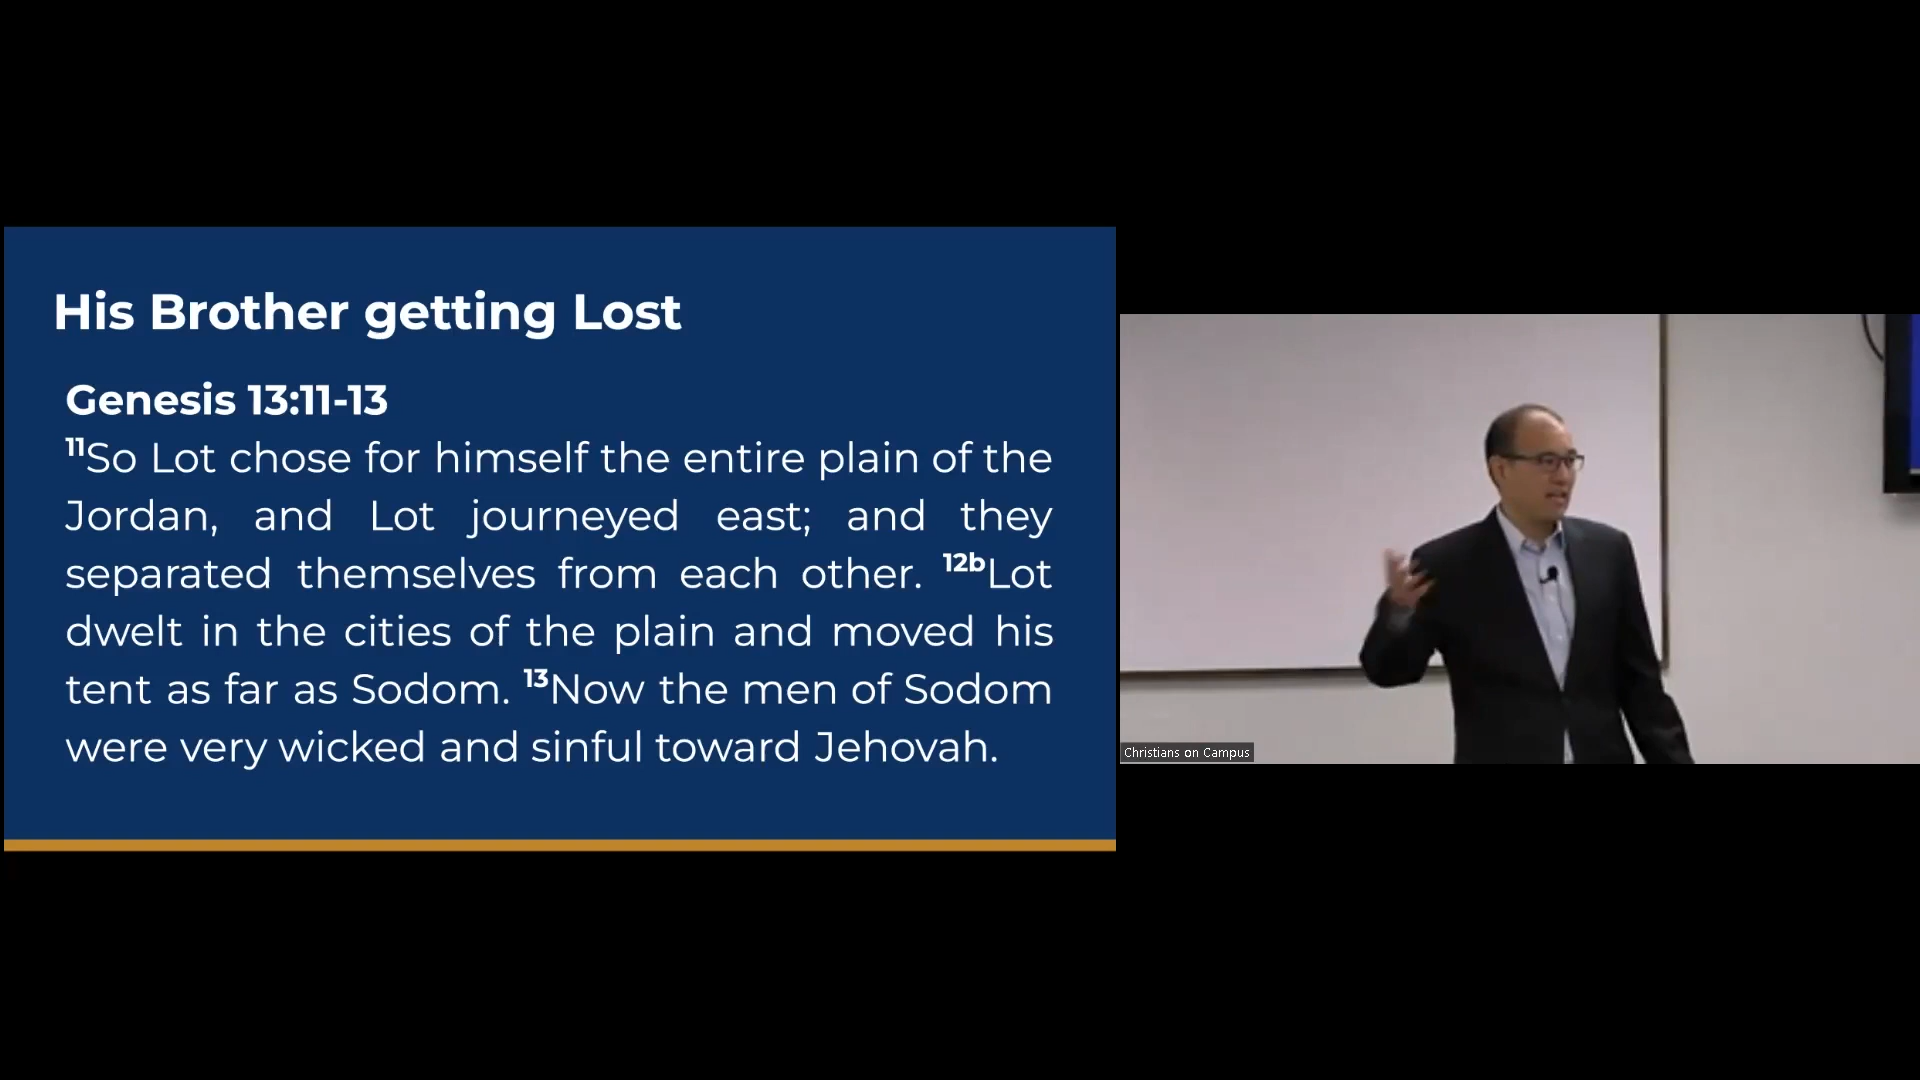 His Brother getting Lost
Genesis 13:11-13
11So Lot chose for himself the entire plain of the
Jordan, and Lot journeyed east; and they
separated themselves from each other. 12bLot
dwelt in the cities of the plain and moved his
tent as far as Sodom. 13Now the men of Sodom
were very wicked and sinful toward Jehovah.
Christians on Campus